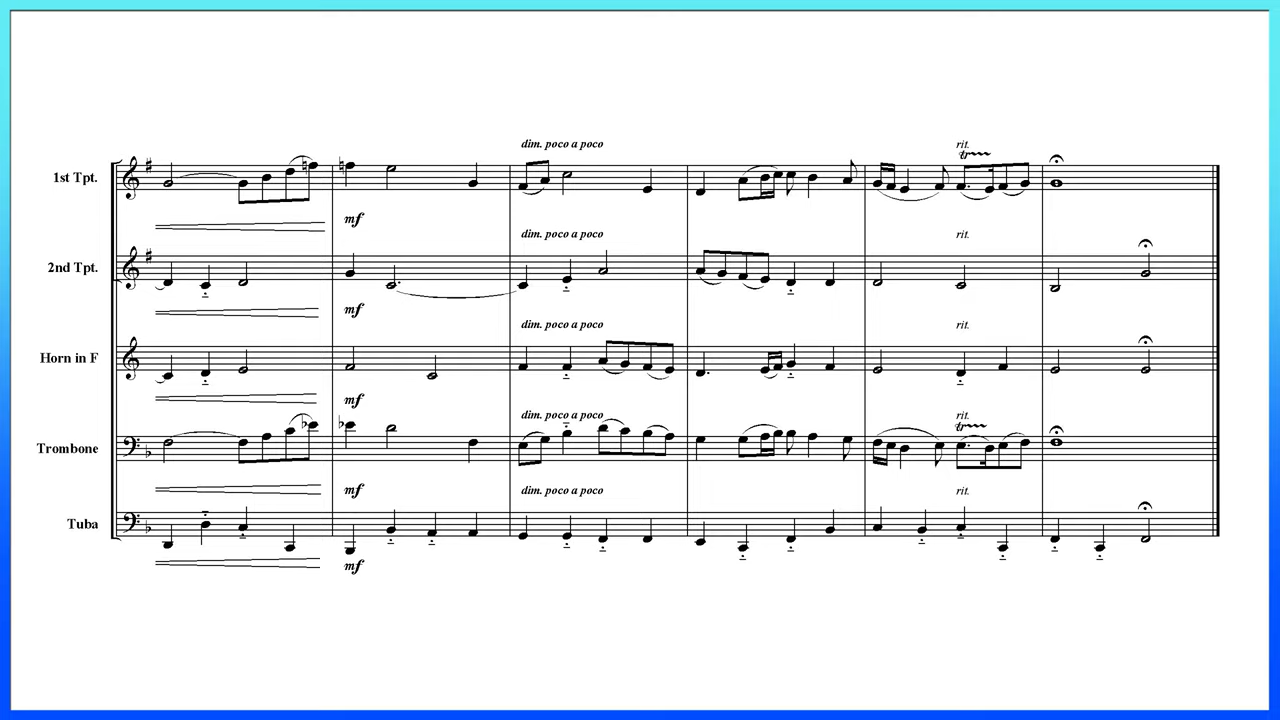 dim. poco a poco
rit.
tr
1st Tpt.
mf
dim. poco a poco
rit.
2nd Tpt.
mf
dim. poco a poco
rit.
Horn in F
mf
dim. poco a poco
rit.
tr
Trombone
mf
dim. poco a poco
rit.
Tuba
mf